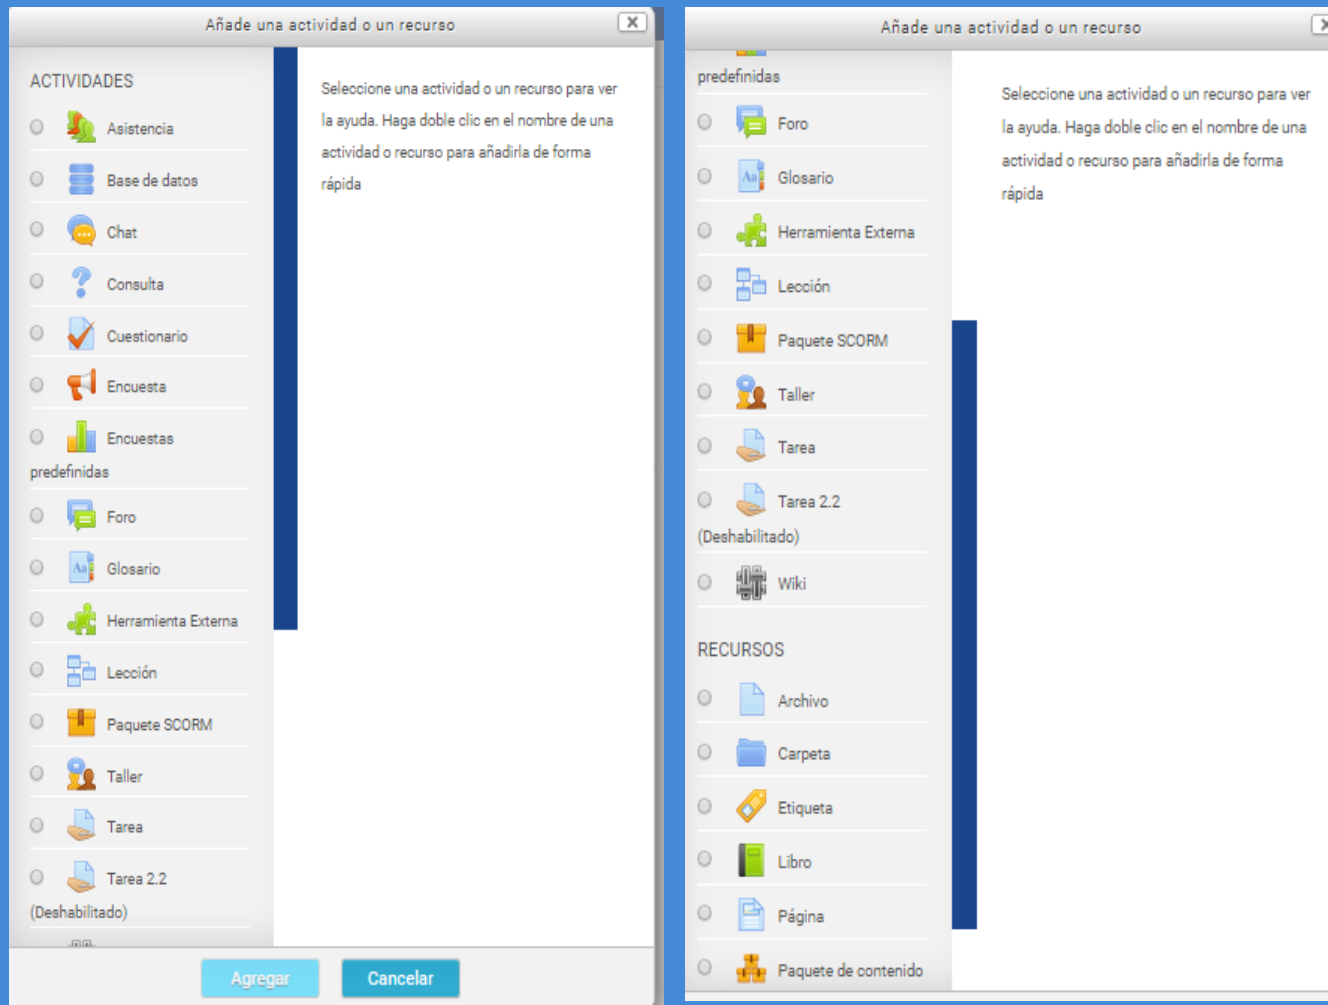 Añade una actividad o un recurso
ACTIVIDADES
Asistencia
Base de datos
Chat
Consulta
Cuestionario
Encuesta
Encuestas
predefinidas
Foro
Glosario
Herramienta Externa
Lección
Paquete SCORM
Taller
Tarea
Tarea 2.2
(Deshabilitado)
Seleccione una actividad o un recurso para ver
la ayuda. Haga doble clic en el nombre de una
actividad o recurso para añadirla de forma
rápida
Agregar
Cancelar
Añade una actividad o un recurso
predefinidas
Foro
Glosario
Herramienta Externa
Lección
Paquete SCORM
Taller
Tarea
Tarea 2.2
(Deshabilitado)
Wiki
RECURSOS
Archivo
Carpeta
Etiqueta
Libro
Página
Paquete de contenido
Seleccione una actividad o un recurso para ver
la ayuda. Haga doble clic en el nombre de una
actividad o recurso para añadirla de forma
rápida